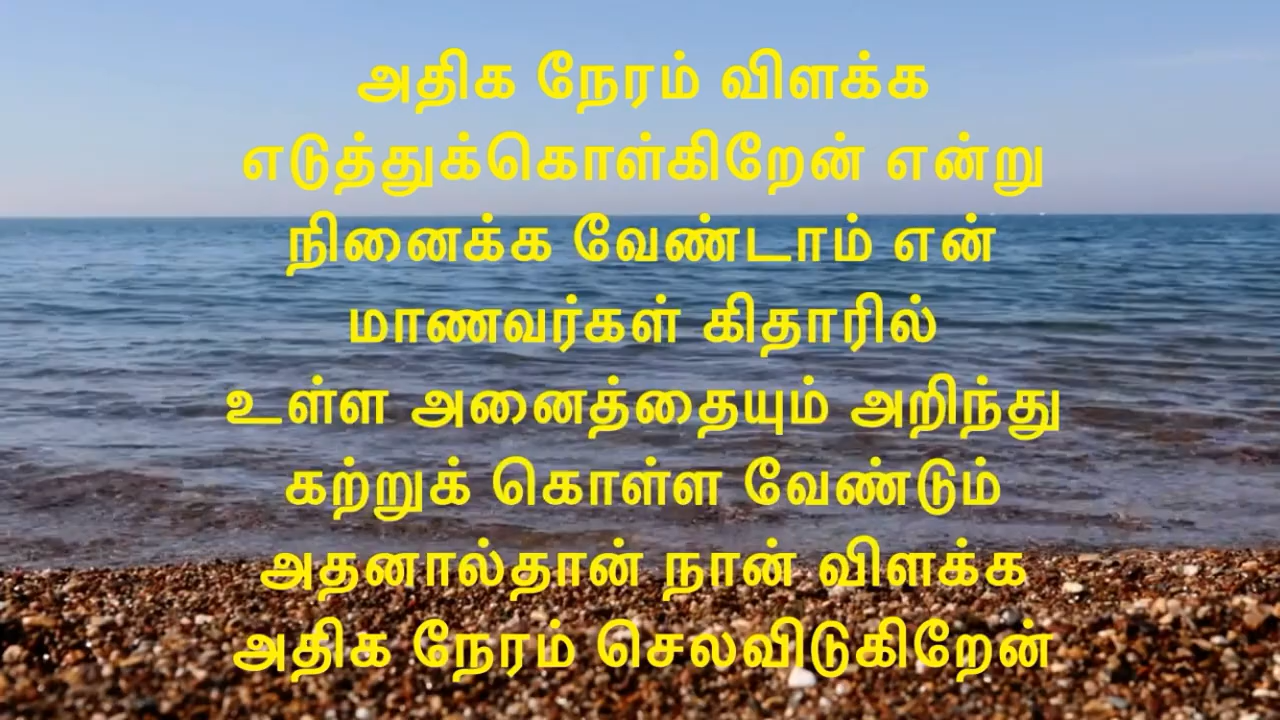 அதிக நேரம் விளக்க
எடுத்துக்கொள்கிறேன் என்று
நினைக்க வேண்டாம் என்
மாணவர்கள் கிதாரில்
உள்ள அனைத்தையும் அறிந்து
கற்றுக் கொள்ள வேண்டும்
அதனால்தான் நான் விளக்க
அதிக நேரம் செலவிடுகிறேன்